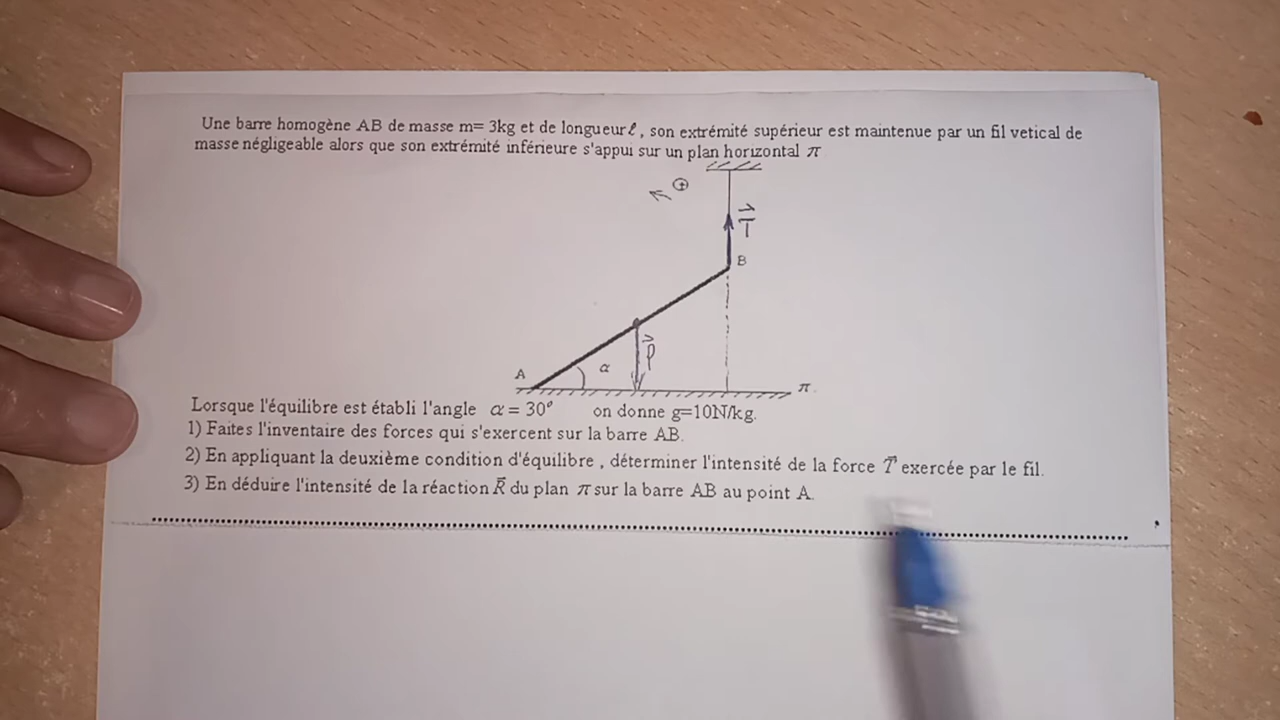 Une barre homogène AB de masse m= 3kg et de longueur ℓ , son extrémité supérieur est maintenue par un fil vetical de
masse négligeable alors que son extrémité inférieure s'appui sur un plan horizontal π
⊕
T
B
P
α
A
π
Lorsque l'équilibre est établi l'angle α = 30° on donne g=10N/kg.
1) Faites l'inventaire des forces qui s'exercent sur la barre AB.
2) En appliquant la deuxième condition d'équilibre , déterminer l'intensité de la force T⃗ exercée par le fil.
3) En déduire l'intensité de la réaction R⃗ du plan π sur la barre AB au point A.